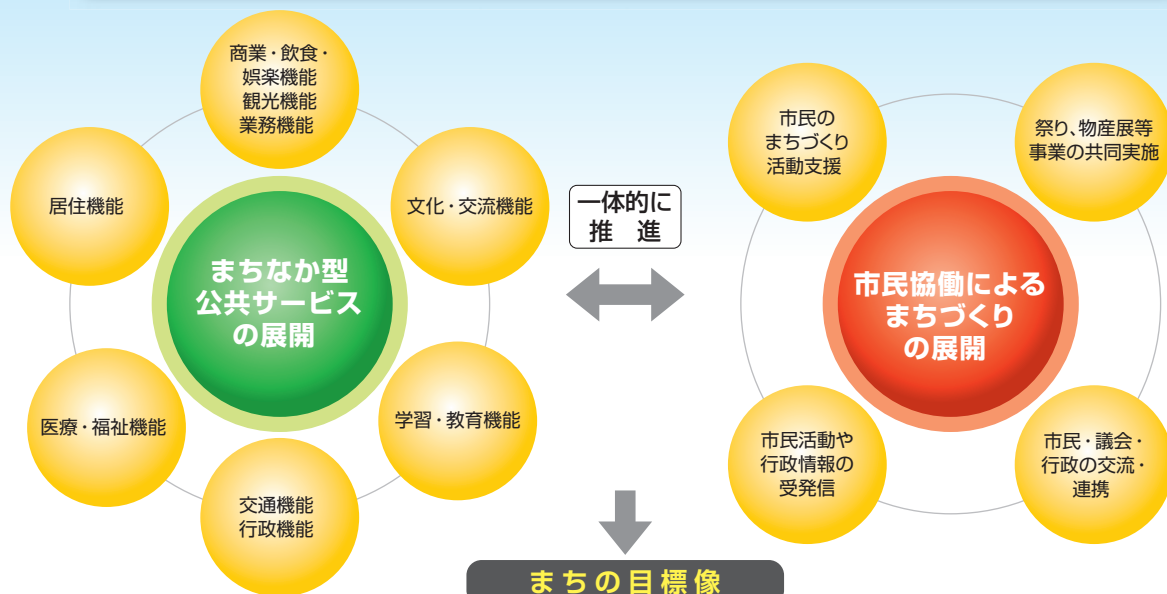 商業・飲食・
娯楽機能
観光機能
業務機能
居住機能
文化・交流機能
まちなか型
公共サービス
の展開
医療・福祉機能
学習・教育機能
交通機能
行政機能
一体的に
推 進
市民の
まちづくり
活動支援
祭り、物産展等
事業の共同実施
市民協働による
まちづくり
の展開
市民活動や
行政情報の
受発信
市民・議会・
行政の交流・
連携
まちの目標像